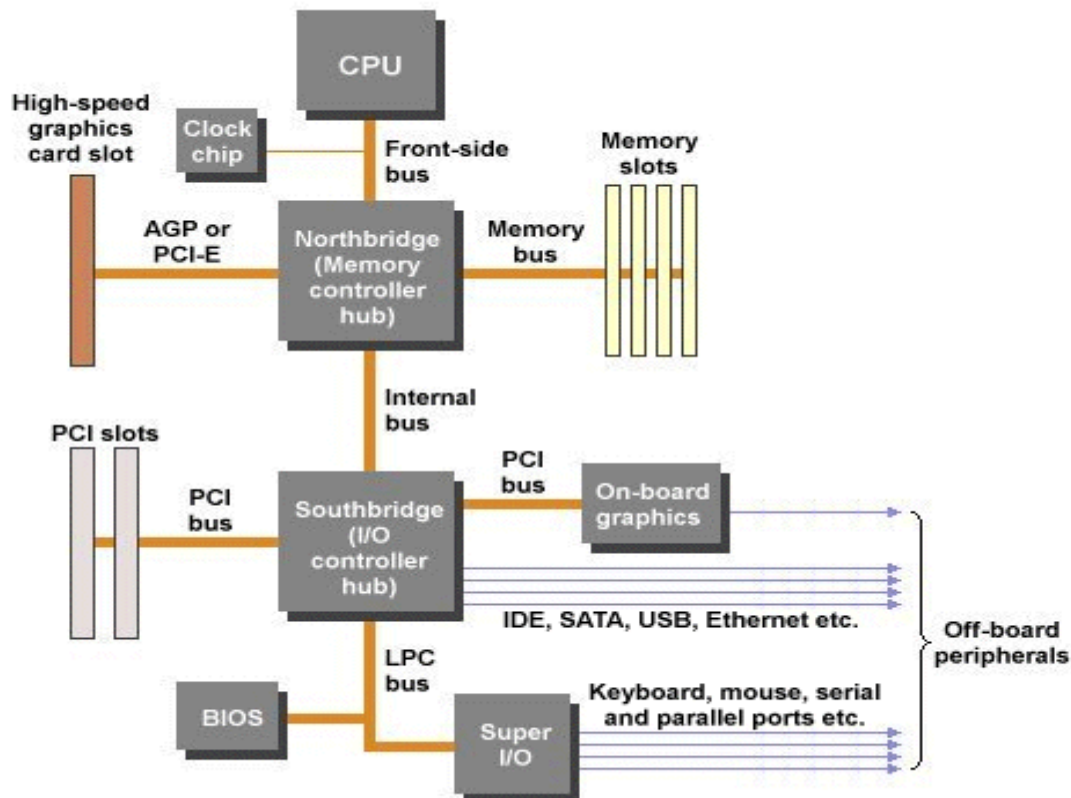 CPU
High-speed
graphics
card slot
Clock
chip
Front-side
bus
Memory
slots
AGP or
PCI-E
Northbridge
(Memory
controller
hub)
Memory
bus
Internal
bus
PCI slots
PCI
bus
Southbridge
(I/O
controller
hub)
PCI
bus
On-board
graphics
IDE, SATA, USB, Ethernet etc.
Off-board
peripherals
LPC
bus
BIOS
Super
I/O
Keyboard, mouse, serial
and parallel ports etc.